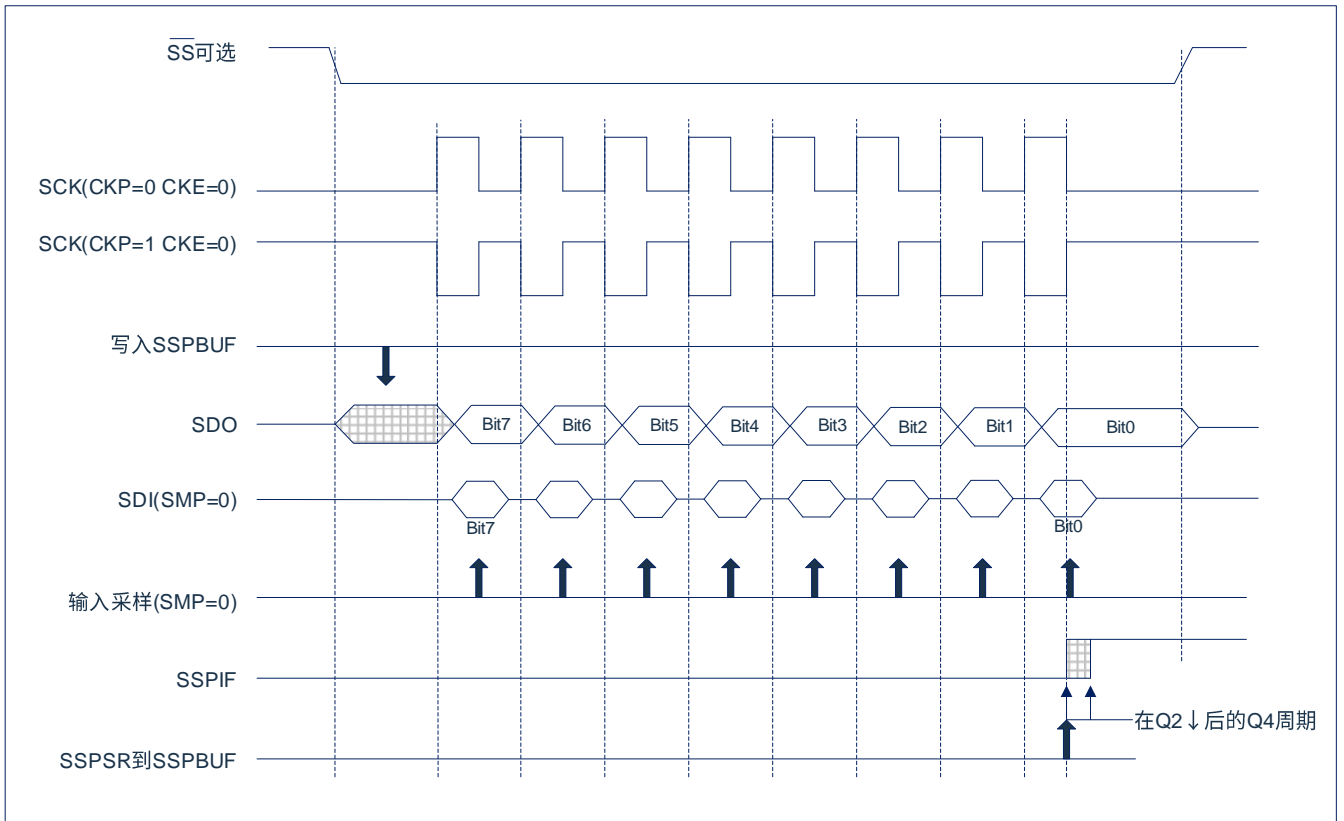 SS可选
SCK(CKP=0 CKE=0)
SCK(CKP=1 CKE=0)
写入SSPBUF
SDO
Bit7 Bit6 Bit5 Bit4 Bit3 Bit2 Bit1 Bit0
SDI(SMP=0)
Bit7 Bit0
输入采样(SMP=0)
SSPIF
在Q2↓后的Q4周期
SSPSR到SSPBUF